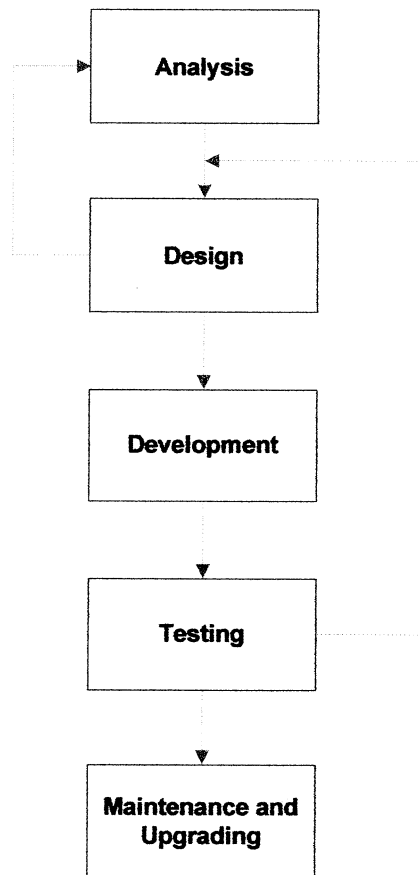 Analysis
Design
Development
Testing
Maintenance and
Upgrading